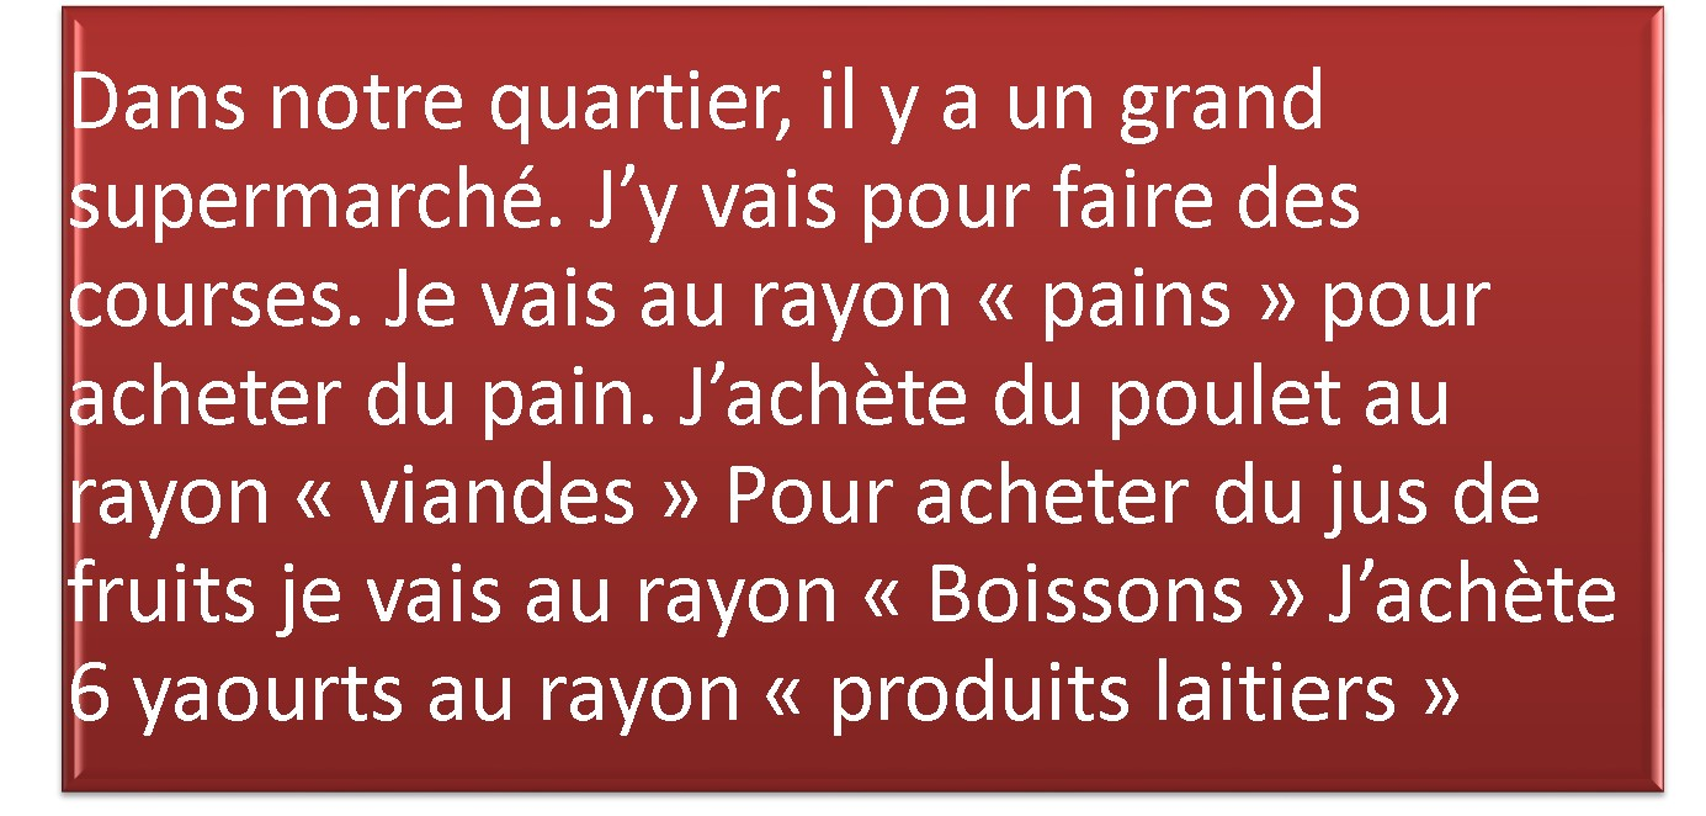 Dans notre quartier, il y a un grand
supermarché. J’y vais pour faire des
courses. Je vais au rayon « pains » pour
acheter du pain. J’achète du poulet au
rayon « viandes » Pour acheter du jus de
fruits je vais au rayon « Boissons » J’achète
6 yaourts au rayon « produits laitiers »